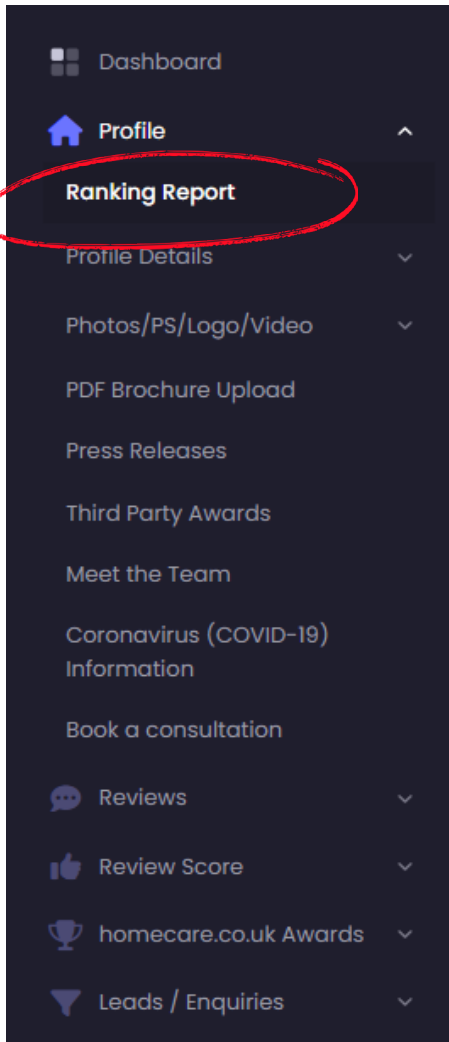 Dashboard
Profile
Ranking Report
Profile Details
Photos/PS/Logo/Video
PDF Brochure Upload
Press Releases
Third Party Awards
Meet the Team
Coronavirus (COVID-19)
Information
Book a consultation
Reviews
Review Score
homecare.co.uk Awards
Leads / Enquiries